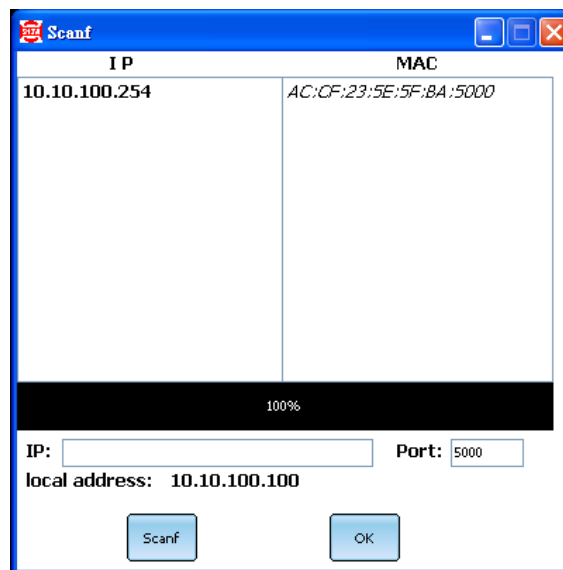 Scanf
I P MAC
10.10.100.254 AC:CF:23:5E:5F:BA:5000
100%
IP: Port: 5000
local address: 10.10.100.100
Scanf OK